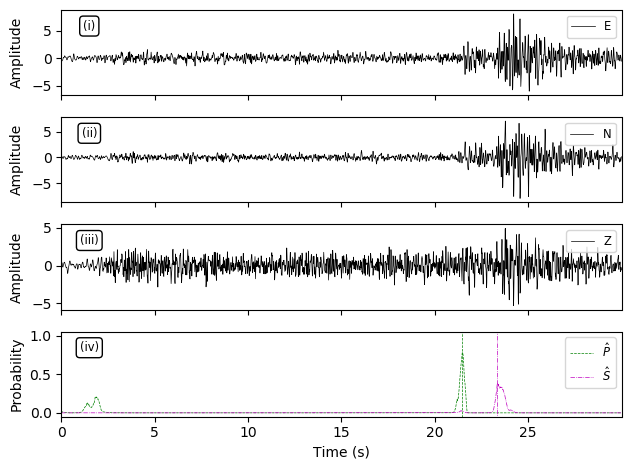 (i)
E
Amplitude
5
0
−5
(ii)
N
Amplitude
5
0
−5
(iii)
Z
Amplitude
5
0
−5
(iv)
P̂
Ŝ
Probability
1.0
0.5
0.0
0 5 10 15 20 25
Time (s)